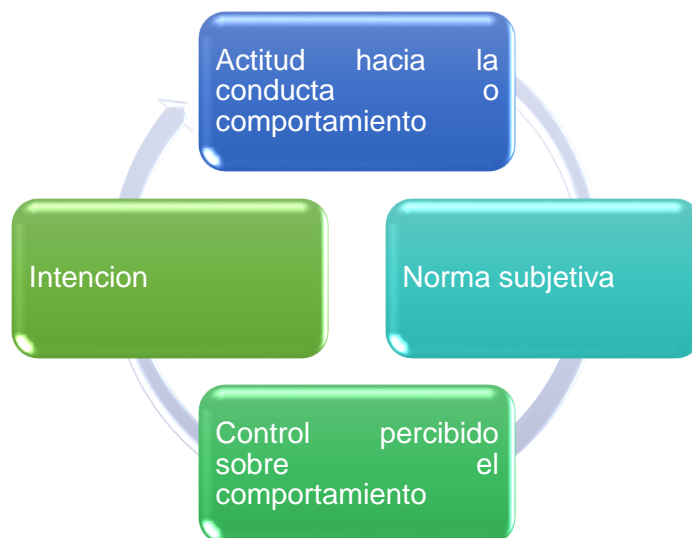 Actitud hacia la
conducta o
comportamiento
Norma subjetiva
Control percibido
sobre el
comportamiento
Intencion